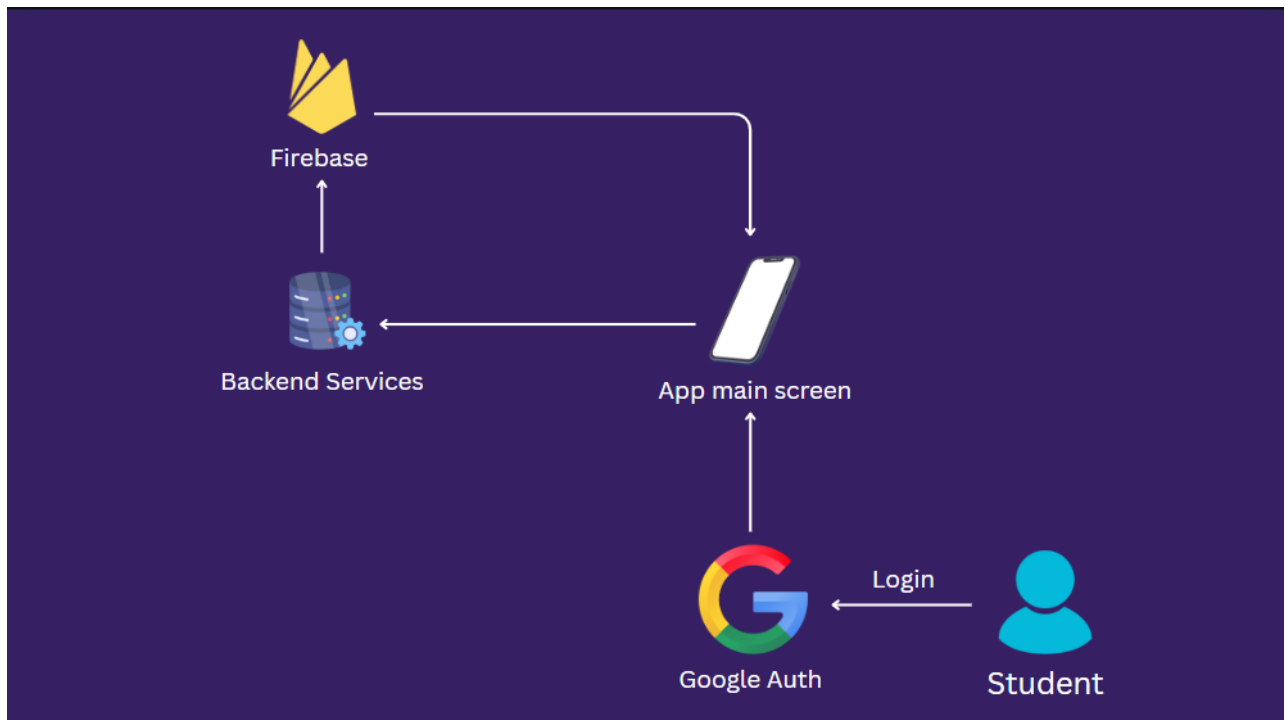 Firebase
Backend Services
App main screen
Login
Google Auth
Student